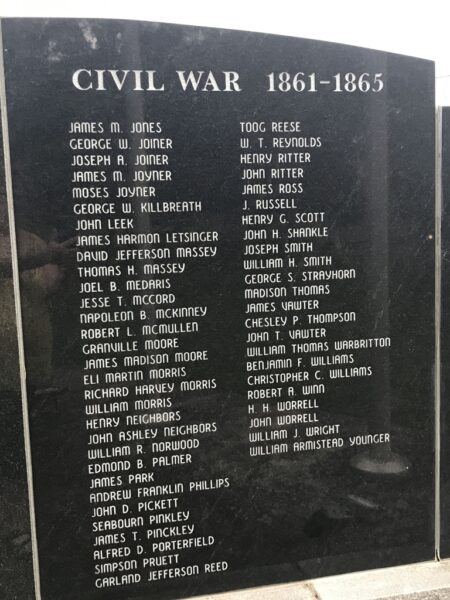 CIVIL WAR 1861-1865
JAMES M. JONES
GEORGE W. JOINER
JOSEPH A. JOINER
JAMES M. JOYNER
MOSES JOYNER
GEORGE W. KILLBREATH
JOHN LEEK
JAMES HARMON LETSINGER
DAVID JEFFERSON MASSEY
THOMAS H. MASSEY
JOEL B. MEDARIS
JESSE T. MCCORD
NAPOLEON B. MCKINNEY
ROBERT L. MCMULLEN
GRANVILLE MOORE
JAMES MADISON MOORE
ELI MARTIN MORRIS
RICHARD HARVEY MORRIS
WILLIAM MORRIS
HENRY NEIGHBORS
JOHN ASHLEY NEIGHBORS
WILLIAM R. NORWOOD
EDMOND B. PALMER
JAMES PARK
ANDREW FRANKLIN PHILLIPS
JOHN D. PICKETT
SEABOURN PINKLEY
JAMES T. PINCKLEY
ALFRED D. PORTERFIELD
SIMPSON PRUETT
GARLAND JEFFERSON REED
TOOG REESE
W. T. REYNOLDS
HENRY RITTER
JOHN RITTER
JAMES ROSS
J. RUSSELL
HENRY G. SCOTT
JOHN H. SHANKLE
JOSEPH SMITH
WILLIAM H. SMITH
GEORGE S. STRAYHORN
MADISON THOMAS
JAMES VAWTER
CHESLEY P. THOMPSON
JOHN T. VAWTER
WILLIAM THOMAS WARBRITTON
BENJAMIN F. WILLIAMS
CHRISTOPHER C. WILLIAMS
ROBERT A. WINN
H. H. WORRELL
JOHN WORRELL
WILLIAM J. WRIGHT
WILLIAM ARMISTEAD YOUNGER